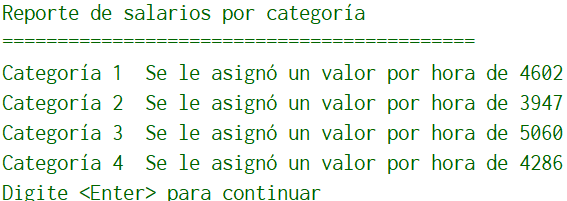 Reporte de salarios por categoría
===========================================
Categoría 1  Se le asignó un valor por hora de 4602
Categoría 2  Se le asignó un valor por hora de 3947
Categoría 3  Se le asignó un valor por hora de 5060
Categoría 4  Se le asignó un valor por hora de 4286
Digite <Enter> para continuar